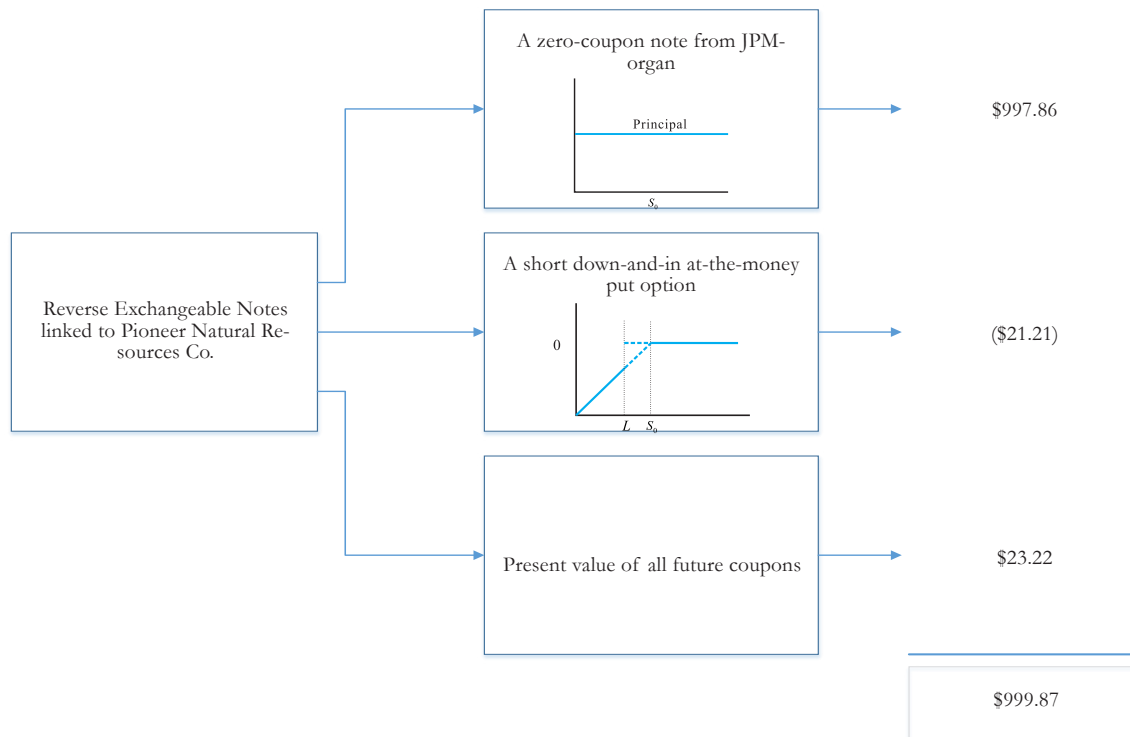 A zero-coupon note from JPM-
organ
Principal
S₀
$997.86
Reverse Exchangeable Notes
linked to Pioneer Natural Re-
sources Co.
A short down-and-in at-the-money
put option
0
L S₀
($21.21)
Present value of all future coupons
$23.22
$999.87